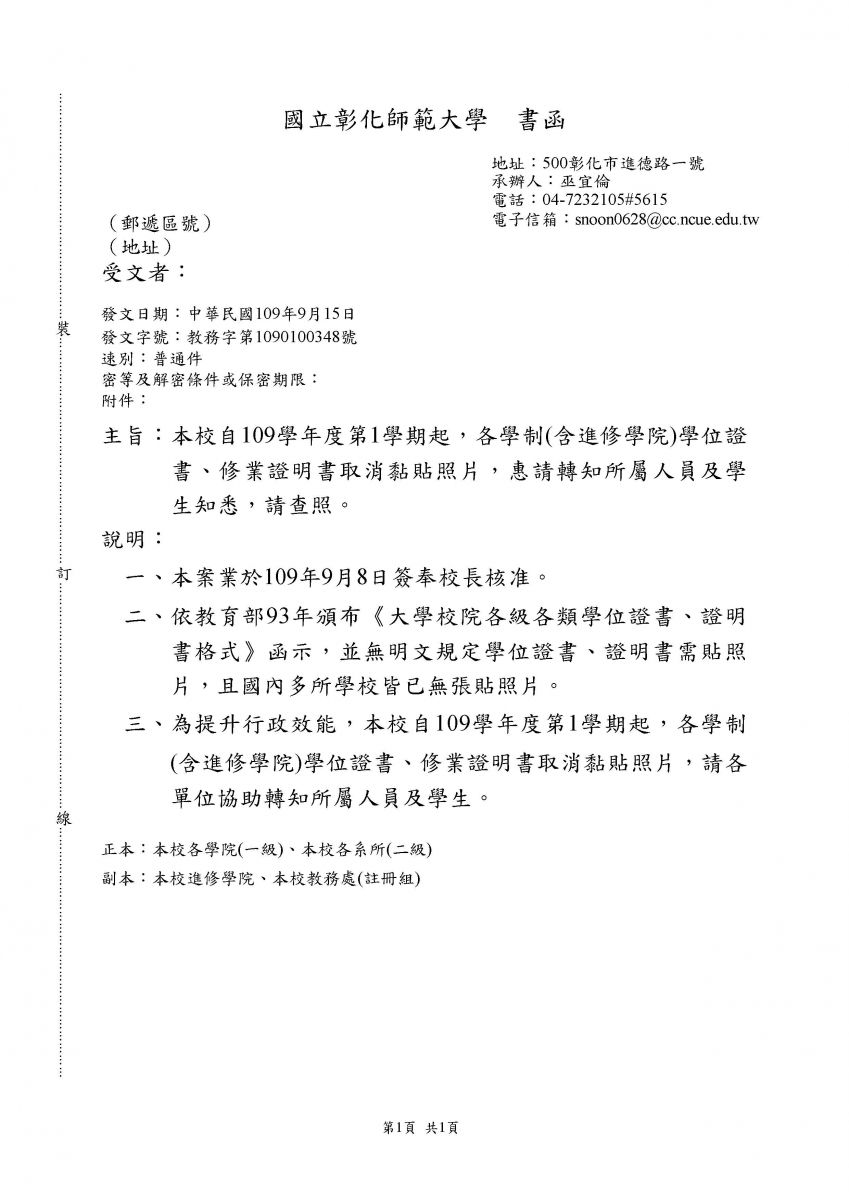 國立彰化師範大學　書函
地址：500彰化市進德路一號
承辦人：巫宜倫
電話：04-7232105#5615
電子信箱：snoon0628@cc.ncue.edu.tw
（郵遞區號）
（地址）
受文者：
發文日期：中華民國109年9月15日
發文字號：教務字第1090100348號
速別：普通件
密等及解密條件或保密期限：
附件：
主旨：本校自109學年度第1學期起，各學制(含進修學院)學位證
書、修業證明書取消黏貼照片，惠請轉知所屬人員及學
生知悉，請查照。
說明：
一、本案業於109年9月8日簽奉校長核准。
二、依教育部93年頒布《大學校院各級各類學位證書、證明
書格式》函示，並無明文規定學位證書、證明書需貼照
片，且國內多所學校皆已無張貼照片。
三、為提升行政效能，本校自109學年度第1學期起，各學制
(含進修學院)學位證書、修業證明書取消黏貼照片，請各
單位協助轉知所屬人員及學生。
正本：本校各學院(一級)、本校各系所(二級)
副本：本校進修學院、本校教務處(註冊組)
裝
訂
線
第1頁 共1頁